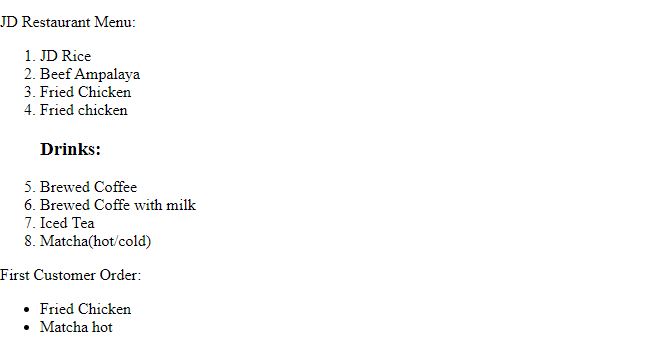 JD Restaurant Menu:
1. JD Rice
2. Beef Ampalaya
3. Fried Chicken
4. Fried chicken
Drinks:
5. Brewed Coffee
6. Brewed Coffe with milk
7. Iced Tea
8. Matcha(hot/cold)
First Customer Order:
• Fried Chicken
• Matcha hot